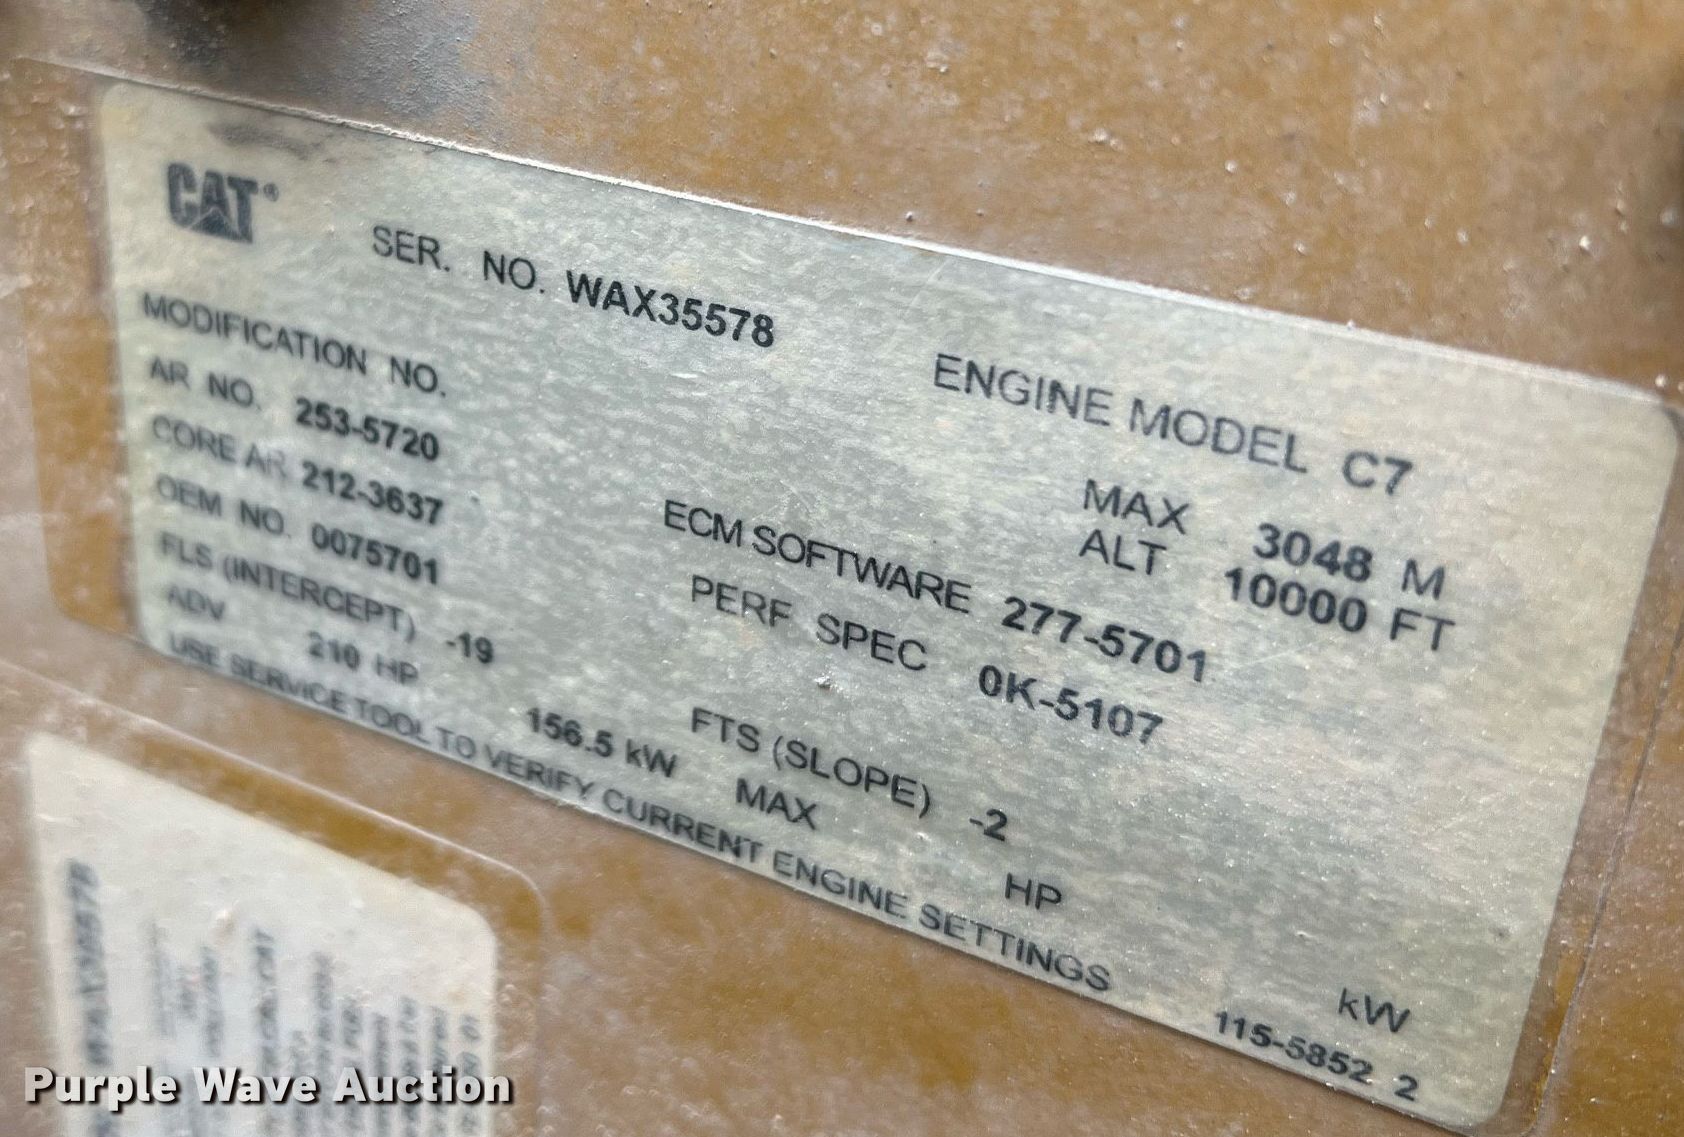 CAT®
SER. NO. WAX35578
ENGINE MODEL C7
MODIFICATION NO.
AR NO. 253-5720
MAX 3048 M
ALT 10000 FT
CORE AR 212-3637
ECM SOFTWARE 277-5701
OEM NO. 0075701
PERF SPEC 0K-5107
FLS (INTERCEPT) -19
FTS (SLOPE) -2
ADV 210 HP 156.5 kW MAX HP kW
USE SERVICE TOOL TO VERIFY CURRENT ENGINE SETTINGS
115-5852 2
WAX35578
Purple Wave Auction